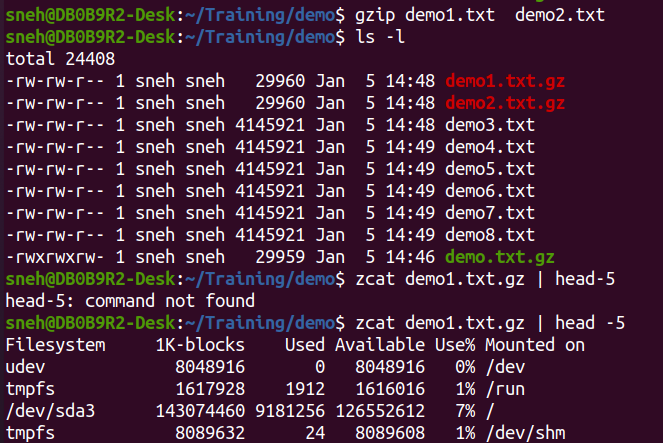 sneh@DB0B9R2-Desk:~/Training/demo$ gzip demo1.txt  demo2.txt
sneh@DB0B9R2-Desk:~/Training/demo$ ls -l
total 24408
-rw-rw-r-- 1 sneh sneh   29960 Jan  5 14:48 demo1.txt.gz
-rw-rw-r-- 1 sneh sneh   29960 Jan  5 14:48 demo2.txt.gz
-rw-rw-r-- 1 sneh sneh 4145921 Jan  5 14:48 demo3.txt
-rw-rw-r-- 1 sneh sneh 4145921 Jan  5 14:49 demo4.txt
-rw-rw-r-- 1 sneh sneh 4145921 Jan  5 14:49 demo5.txt
-rw-rw-r-- 1 sneh sneh 4145921 Jan  5 14:49 demo6.txt
-rw-rw-r-- 1 sneh sneh 4145921 Jan  5 14:49 demo7.txt
-rw-rw-r-- 1 sneh sneh 4145921 Jan  5 14:49 demo8.txt
-rwxrwxrw- 1 sneh sneh   29959 Jan  5 14:46 demo.txt.gz
sneh@DB0B9R2-Desk:~/Training/demo$ zcat demo1.txt.gz | head-5
head-5: command not found
sneh@DB0B9R2-Desk:~/Training/demo$ zcat demo1.txt.gz | head -5
Filesystem     1K-blocks    Used Available Use% Mounted on
udev             8048916       0   8048916   0% /dev
tmpfs            1617928    1912   1616016   1% /run
/dev/sda3      143074460 9181256 126552612   7% /
tmpfs            8089632      24   8089608   1% /dev/shm